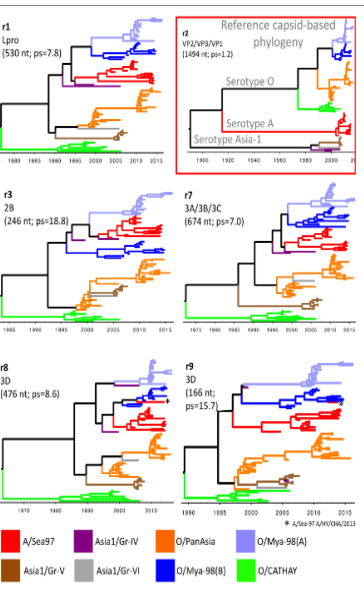 r1
Lpro
(530 nt; ps=7.8)
1980 1985 1990 1995 2000 2005 2010 2015
r2
VP2/VP3/VP1
(1494 nt; ps=1.2)
Reference capsid-based
phylogeny
Serotype O
Serotype A
Serotype Asia-1
1900 1920 1940 1960 1980 2000
r3
2B
(246 nt; ps=18.8)
1985 1990 1995 2000 2005 2010 2015
r7
3A/3B/3C
(674 nt; ps=7.0)
1975 1980 1985 1990 1995 2000 2005 2010 2015
r8
3D
(476 nt; ps=8.6)
*
1970 1980 1990 2000 2010
r9
3D
(166 nt;
ps=15.7)
*
1990 1995 2000 2005 2010 2015
* A/Sea-97 A/HY/CHA/2013
A/Sea97 Asia1/Gr-IV O/PanAsia O/Mya-98(A)
Asia1/Gr-V Asia1/Gr-VI O/Mya-98(B) O/CATHAY